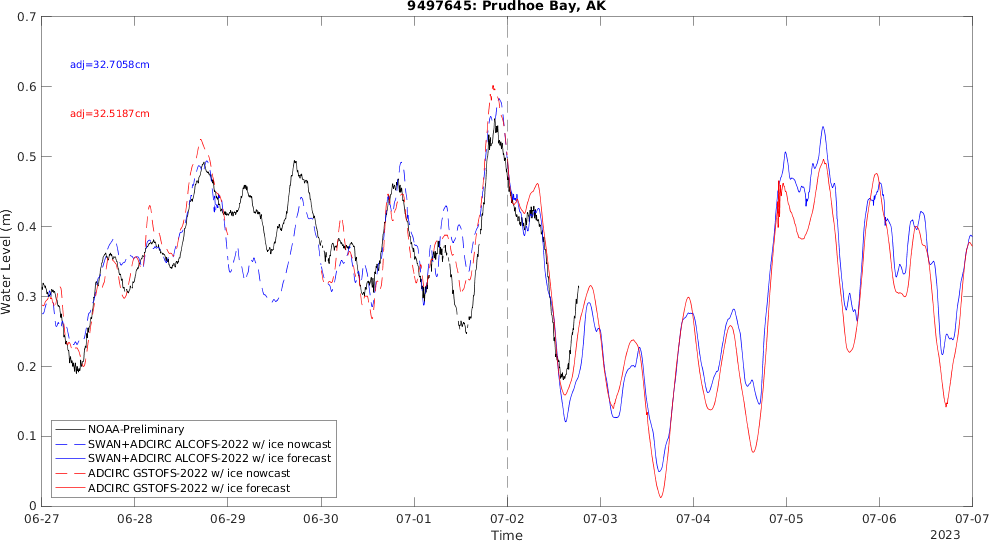 9497645: Prudhoe Bay, AK
0.7
0.6
0.5
0.4
0.3
0.2
0.1
0
Water Level (m)
adj=32.7058cm
adj=32.5187cm
NOAA-Preliminary
SWAN+ADCIRC ALCOFS-2022 w/ ice nowcast
SWAN+ADCIRC ALCOFS-2022 w/ ice forecast
ADCIRC GSTOFS-2022 w/ ice nowcast
ADCIRC GSTOFS-2022 w/ ice forecast
06-27 06-28 06-29 06-30 07-01 07-02 07-03 07-04 07-05 07-06 07-07
Time
2023